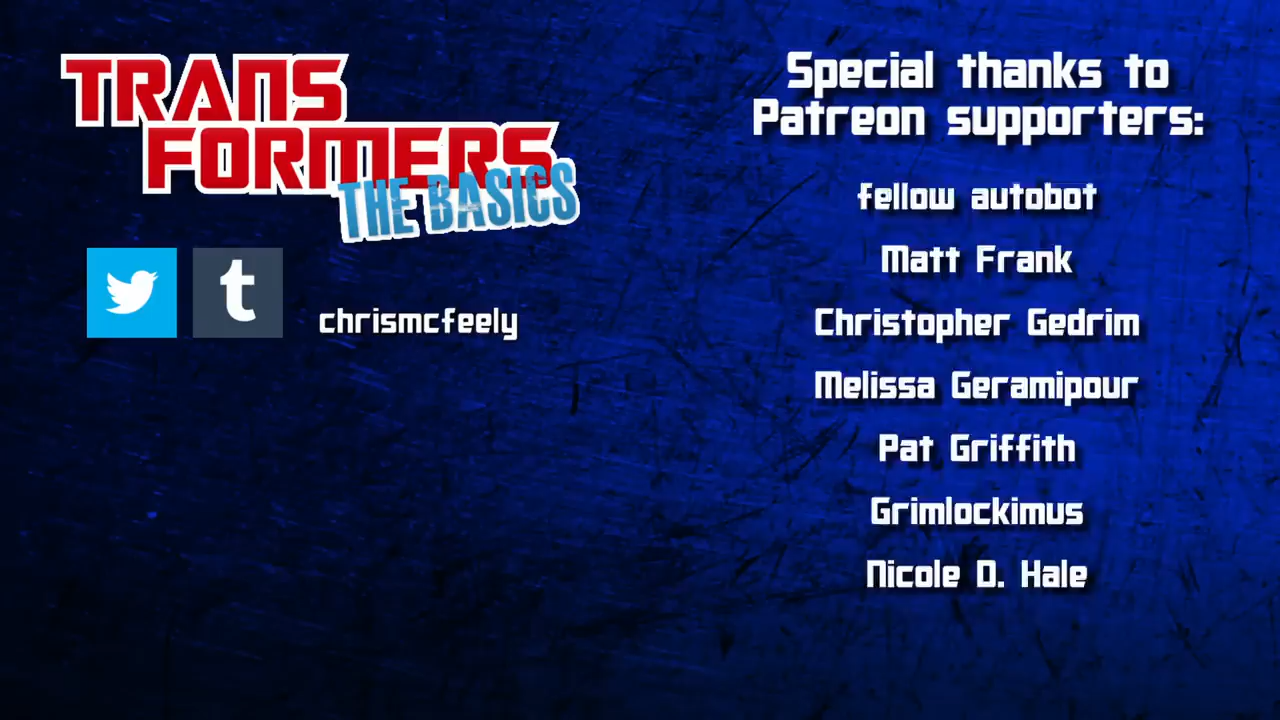 TRANS
FORMERS
THE BASICS
chrismcfeely
Special thanks to
Patreon supporters:
fellow autobot
Matt Frank
Christopher Gedrim
Melissa Geramipour
Pat Griffith
Grimlockimus
Nicole D. Hale